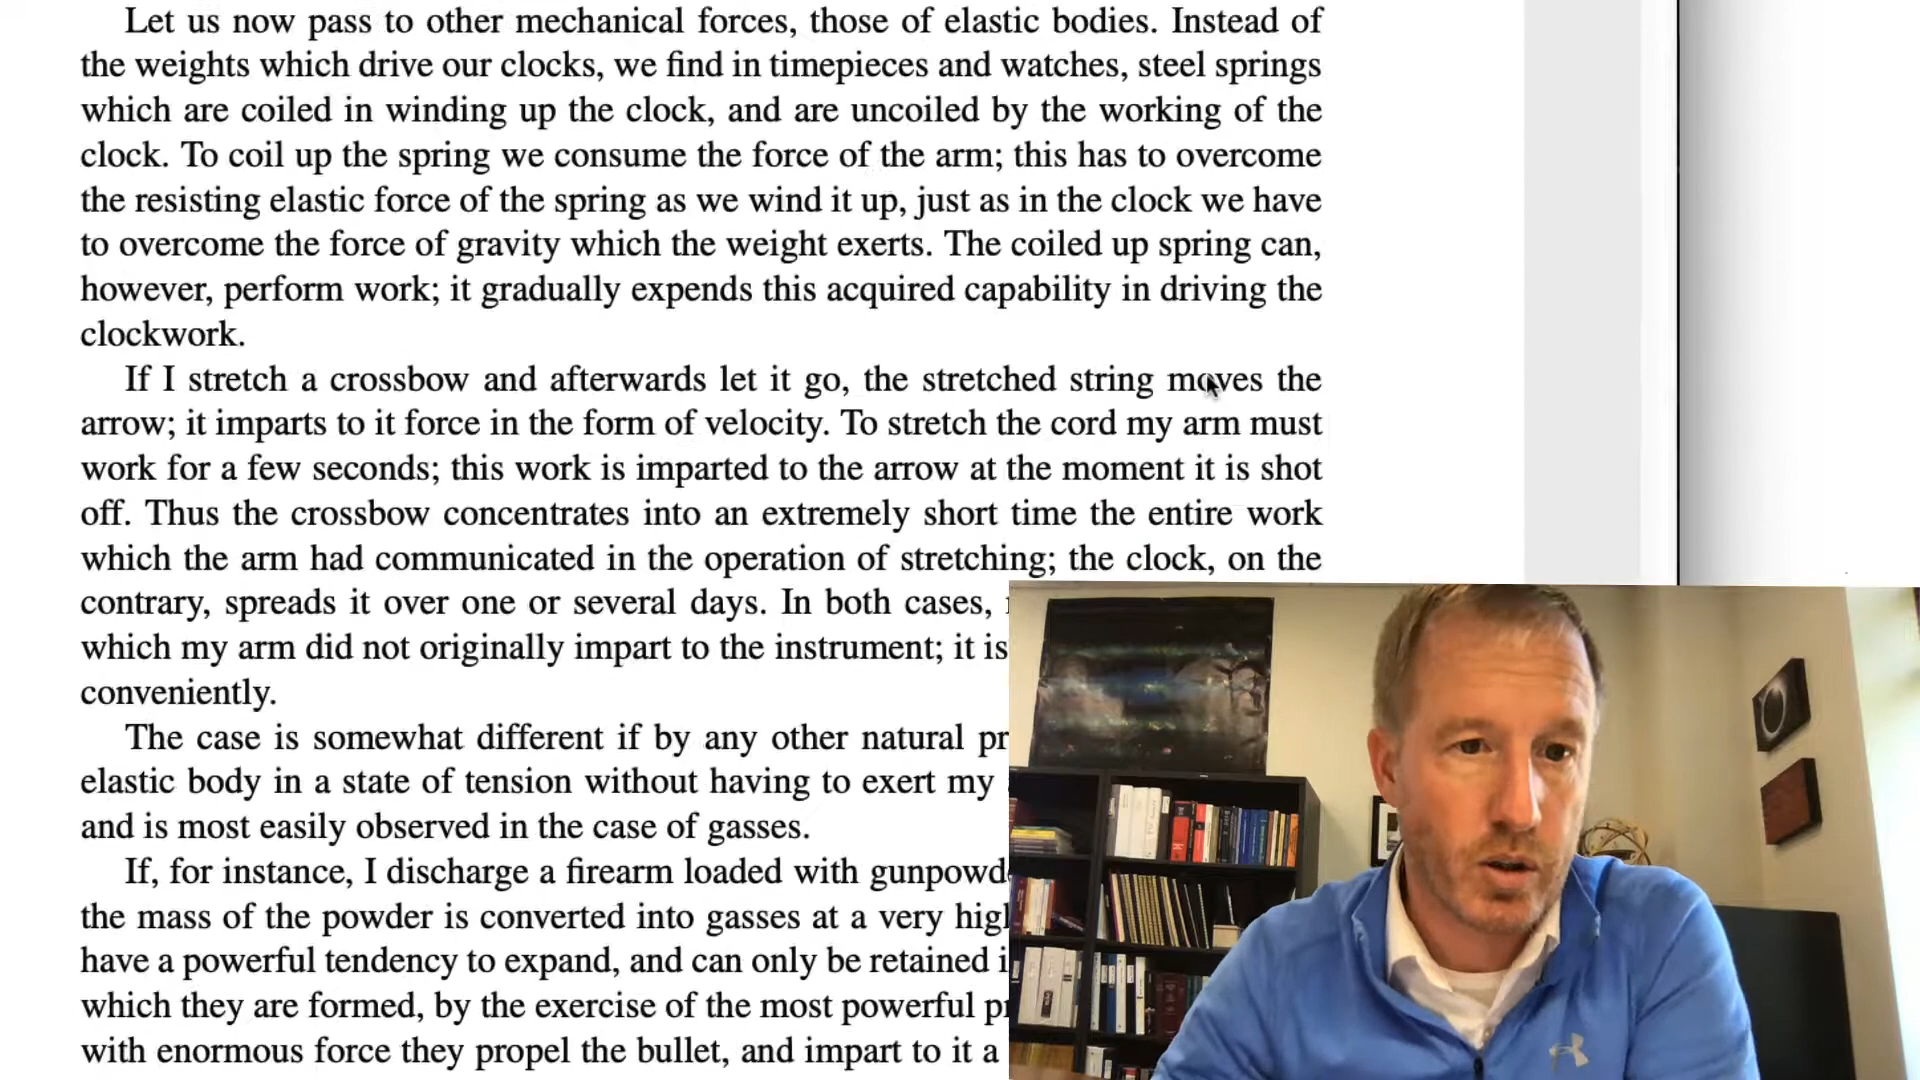 Let us now pass to other mechanical forces, those of elastic bodies. Instead of
the weights which drive our clocks, we find in timepieces and watches, steel springs
which are coiled in winding up the clock, and are uncoiled by the working of the
clock. To coil up the spring we consume the force of the arm; this has to overcome
the resisting elastic force of the spring as we wind it up, just as in the clock we have
to overcome the force of gravity which the weight exerts. The coiled up spring can,
however, perform work; it gradually expends this acquired capability in driving the
clockwork.
If I stretch a crossbow and afterwards let it go, the stretched string moves the
arrow; it imparts to it force in the form of velocity. To stretch the cord my arm must
work for a few seconds; this work is imparted to the arrow at the moment it is shot
off. Thus the crossbow concentrates into an extremely short time the entire work
which the arm had communicated in the operation of stretching; the clock, on the
contrary, spreads it over one or several days. In both cases,
which my arm did not originally impart to the instrument; it is
conveniently.
The case is somewhat different if by any other natural
elastic body in a state of tension without having to exert my
and is most easily observed in the case of gasses.
If, for instance, I discharge a firearm loaded with
the mass of the powder is converted into gasses at a very
have a powerful tendency to expand, and can only be retained
which they are formed, by the exercise of the most powerful
with enormous force they propel the bullet, and impart to it a